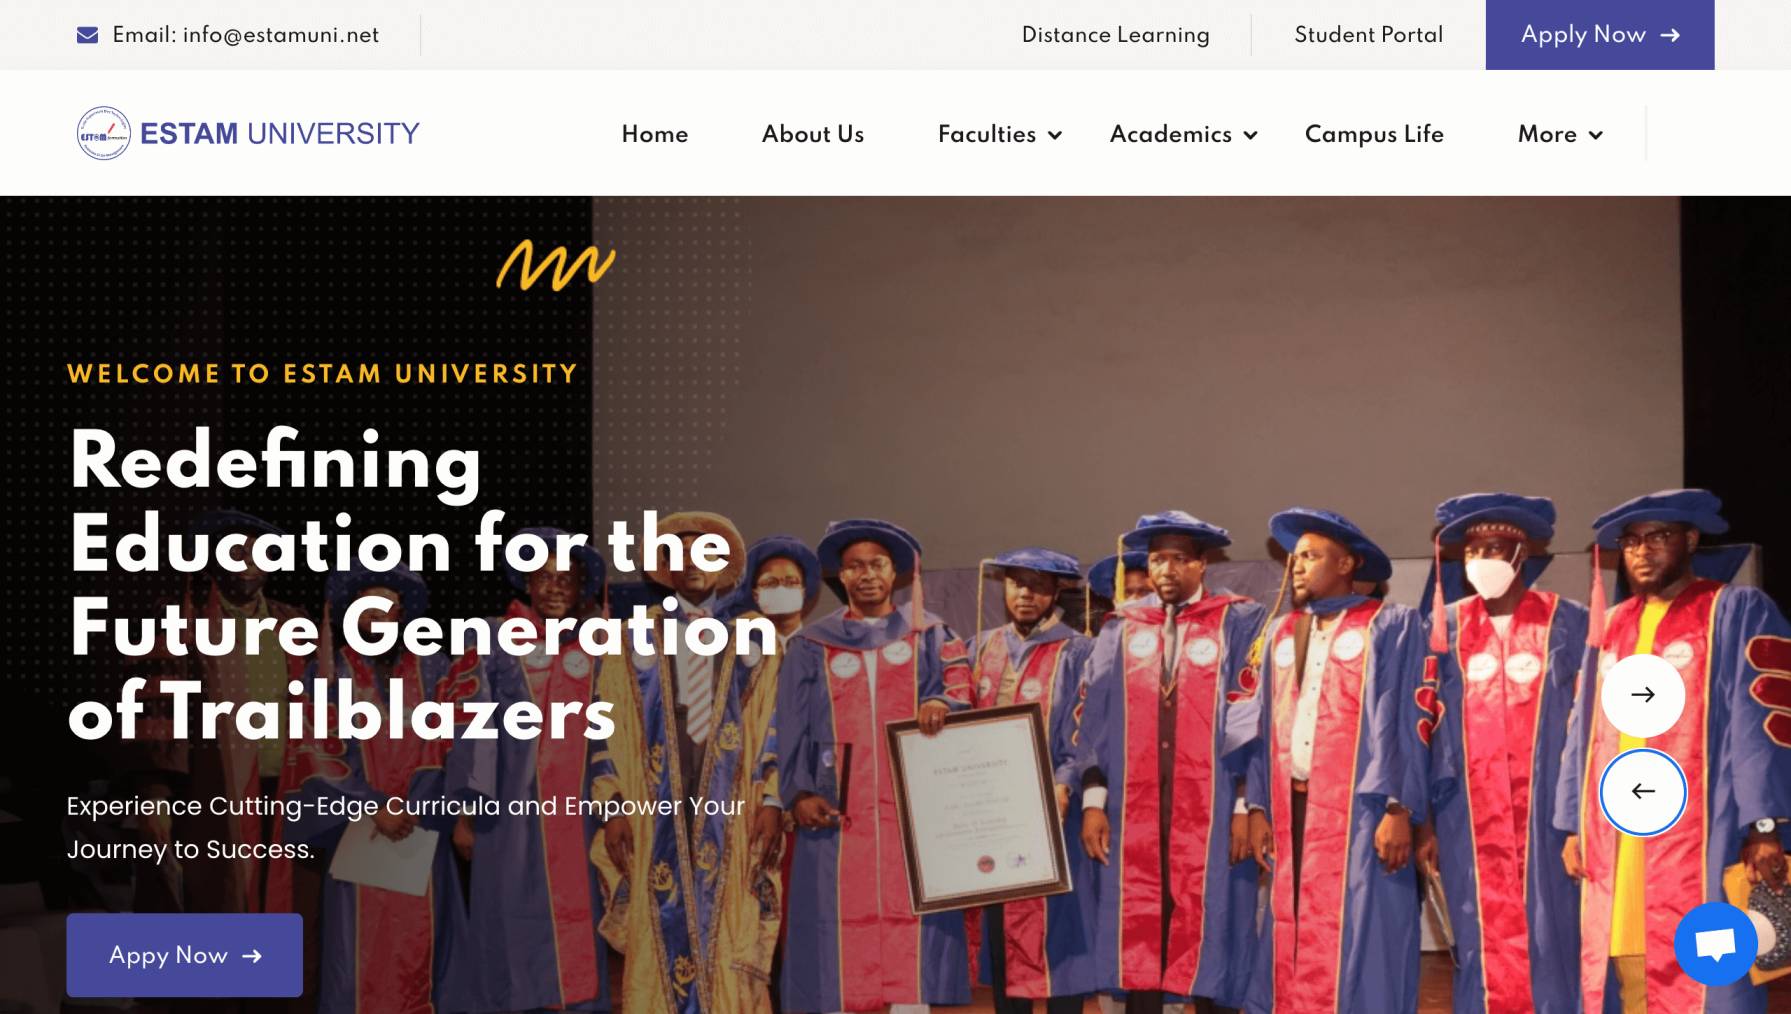 Email: info@estamuni.net
Distance Learning
Student Portal
Apply Now
ESTAM UNIVERSITY
Home
About Us
Faculties
Academics
Campus Life
More
WELCOME TO ESTAM UNIVERSITY
Redefining
Education for the
Future Generation
of Trailblazers
Experience Cutting-Edge Curricula and Empower Your
Journey to Success.
Appy Now
ESTAM UNIVERSITY